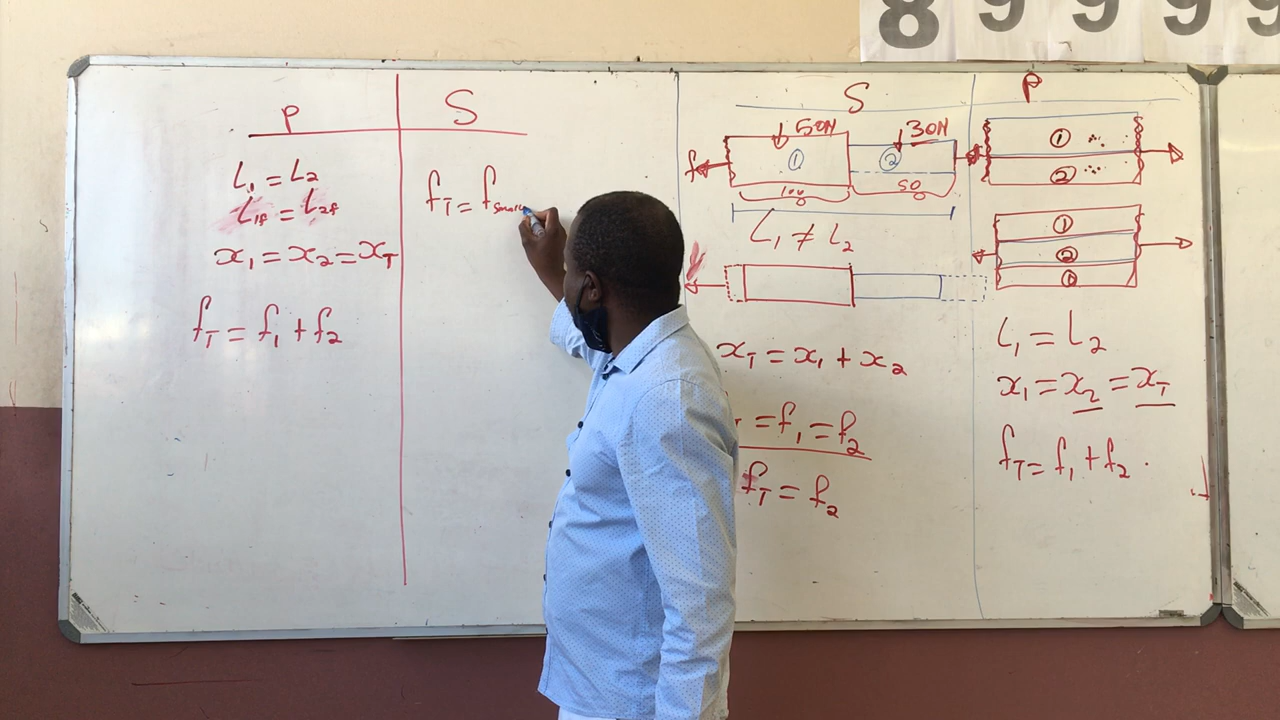 8 9 9 9 9
P S
L₁ = L₂
L₁f = L₂f
x₁ = x₂ = x_T
f_T = f₁ + f₂
f_T = f
S
50N 30N
f ① ②
100 50
L₁ ≠ L₂
x_T = x₁ + x₂
= f₁ = f₂
f_T = f₂
P
①
②
①
②
①
L₁ = L₂
x₁ = x₂ = x_T
f_T = f₁ + f₂.